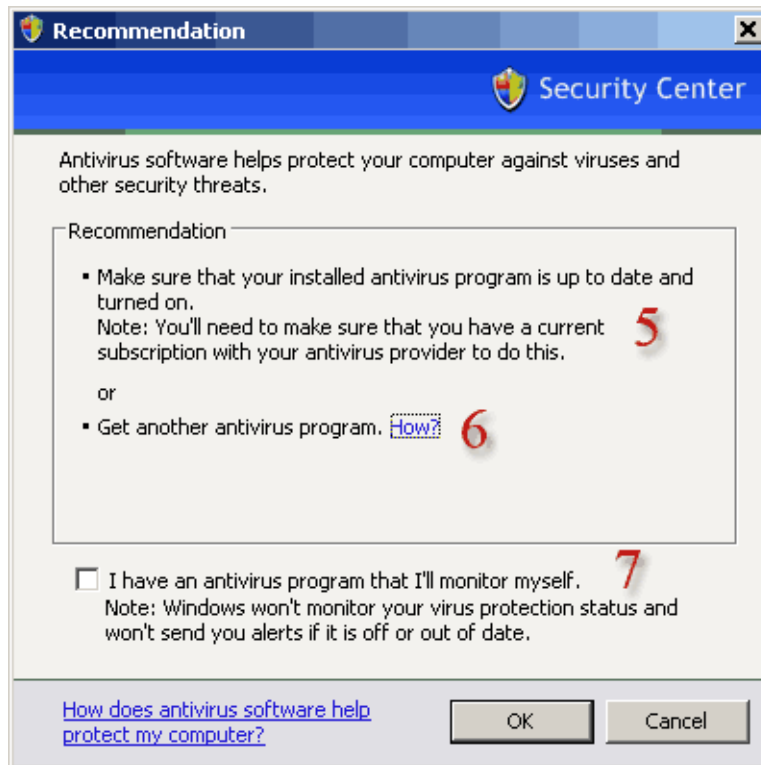 Recommendation
Security Center
Antivirus software helps protect your computer against viruses and
other security threats.
Recommendation
▪ Make sure that your installed antivirus program is up to date and
turned on.
Note: You'll need to make sure that you have a current
subscription with your antivirus provider to do this.
5
or
▪ Get another antivirus program. How? 6
7
I have an antivirus program that I'll monitor myself.
Note: Windows won't monitor your virus protection status and
won't send you alerts if it is off or out of date.
How does antivirus software help
protect my computer?
OK
Cancel